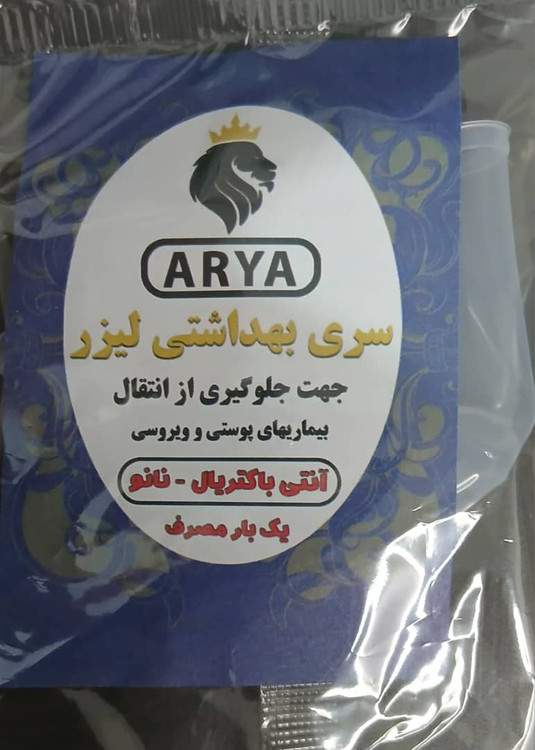 ARYA
سری بهداشتی لیزر
جهت جلوگیری از انتقال
بیماریهای پوستی و ویروسی
آنتی باکتریال - نانو
یک بار مصرف